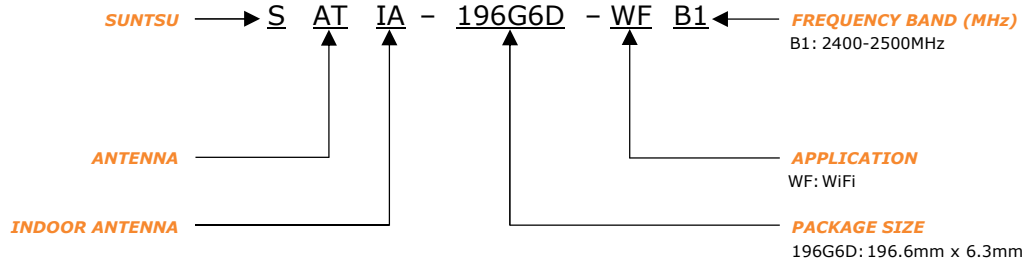 SUNTSU S AT IA – 196G6D – WF B1 FREQUENCY BAND (MHz)
B1: 2400-2500MHz
ANTENNA APPLICATION
WF: WiFi
INDOOR ANTENNA PACKAGE SIZE
196G6D: 196.6mm x 6.3mm